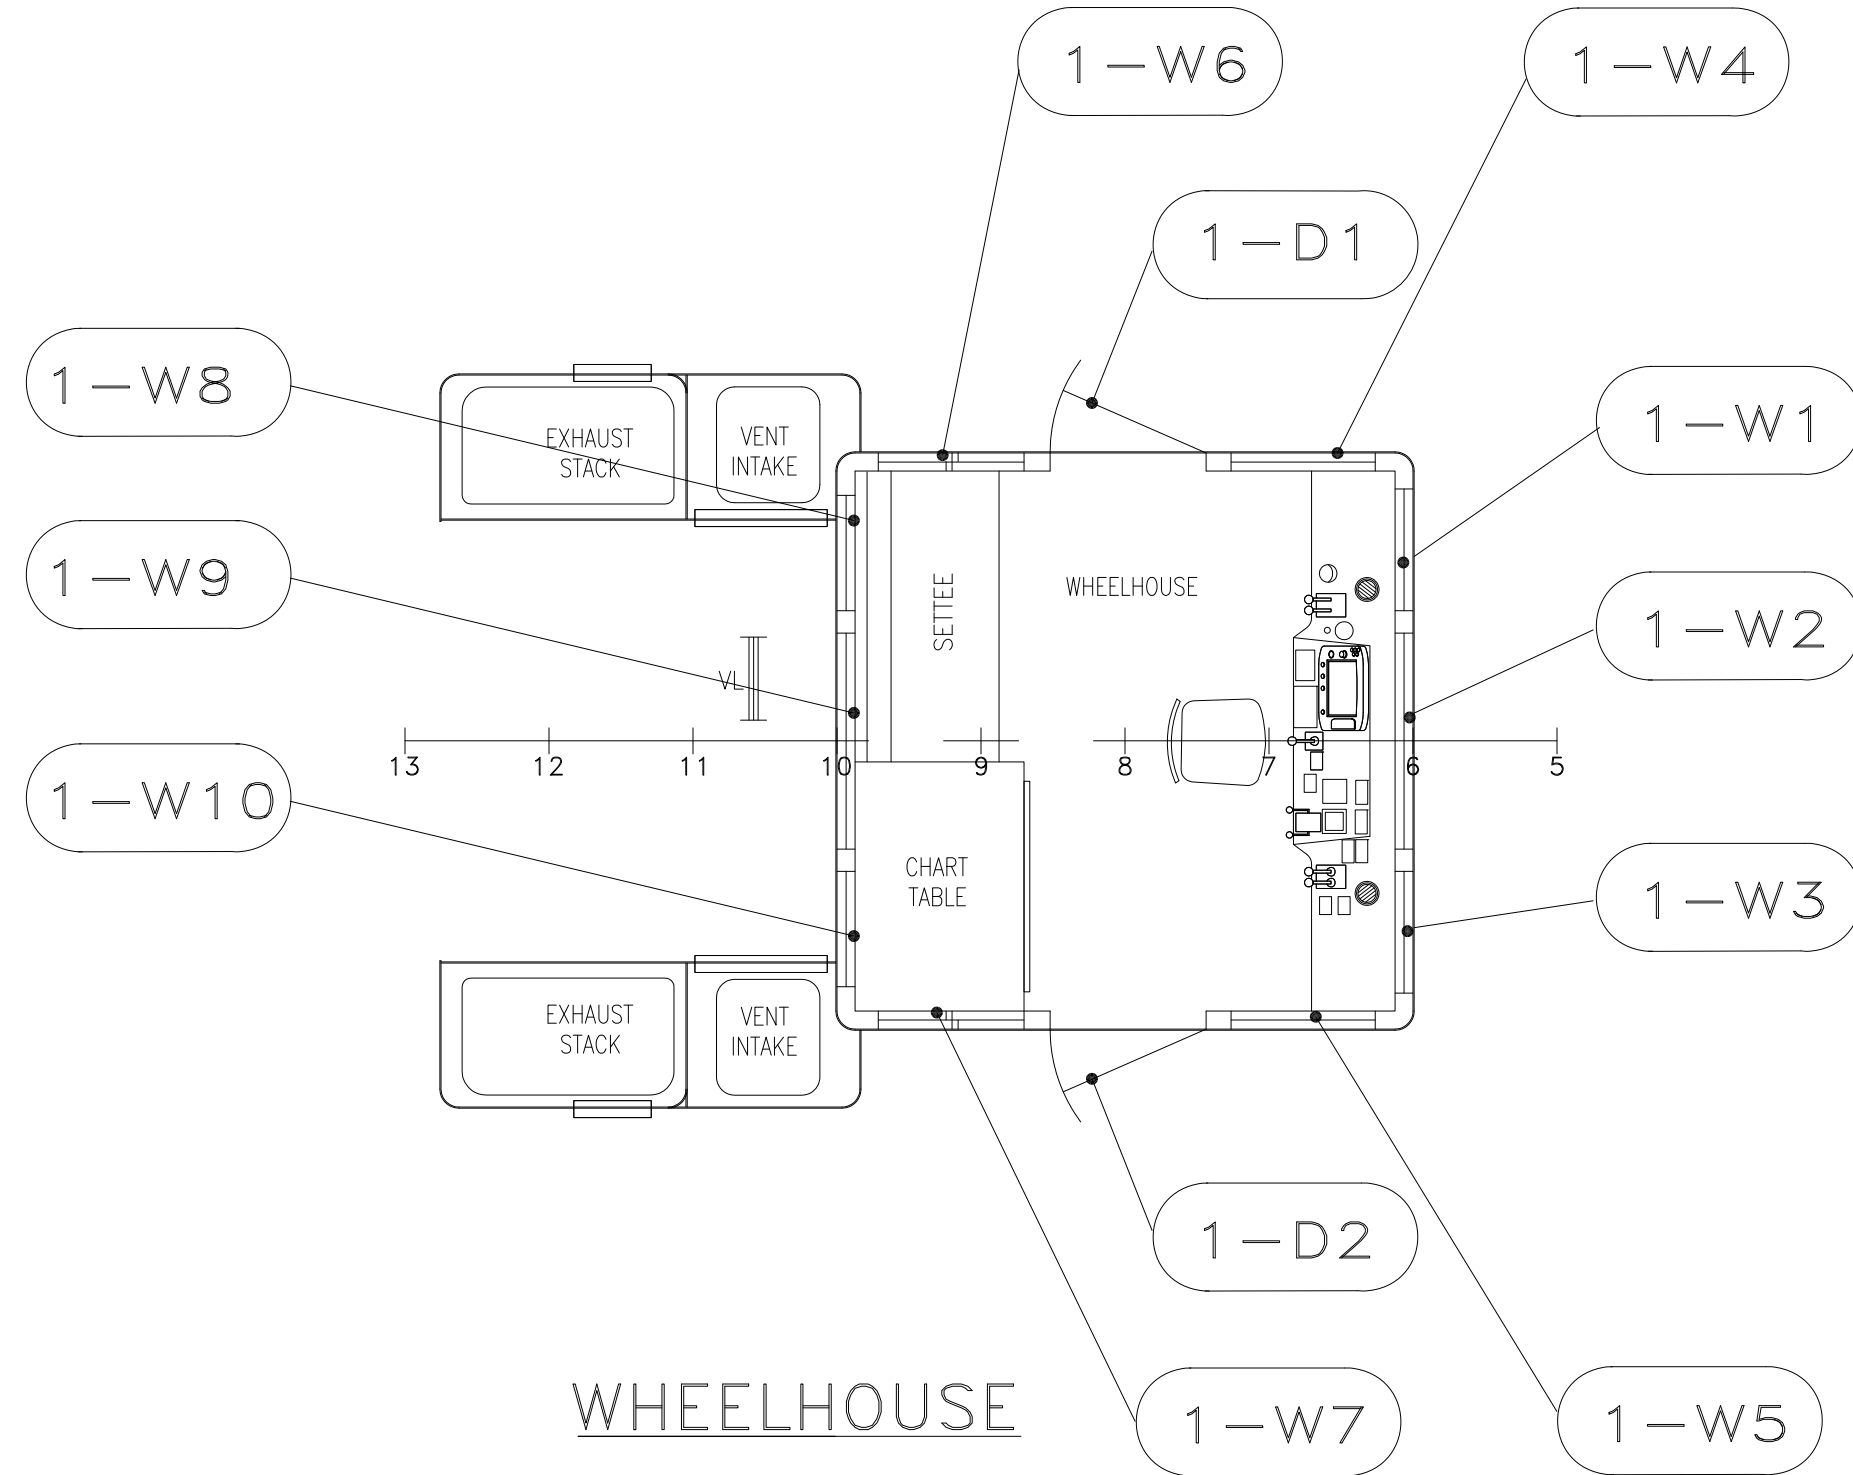 1-W6
1-W4
1-D1
1-W8
1-W1
EXHAUST
STACK
VENT
INTAKE
1-W9
SETTEE
WHEELHOUSE
1-W2
VL
13
12
11
10
9
8
7
6
5
1-W10
CHART
TABLE
1-W3
EXHAUST
STACK
VENT
INTAKE
1-D2
WHEELHOUSE
1-W7
1-W5